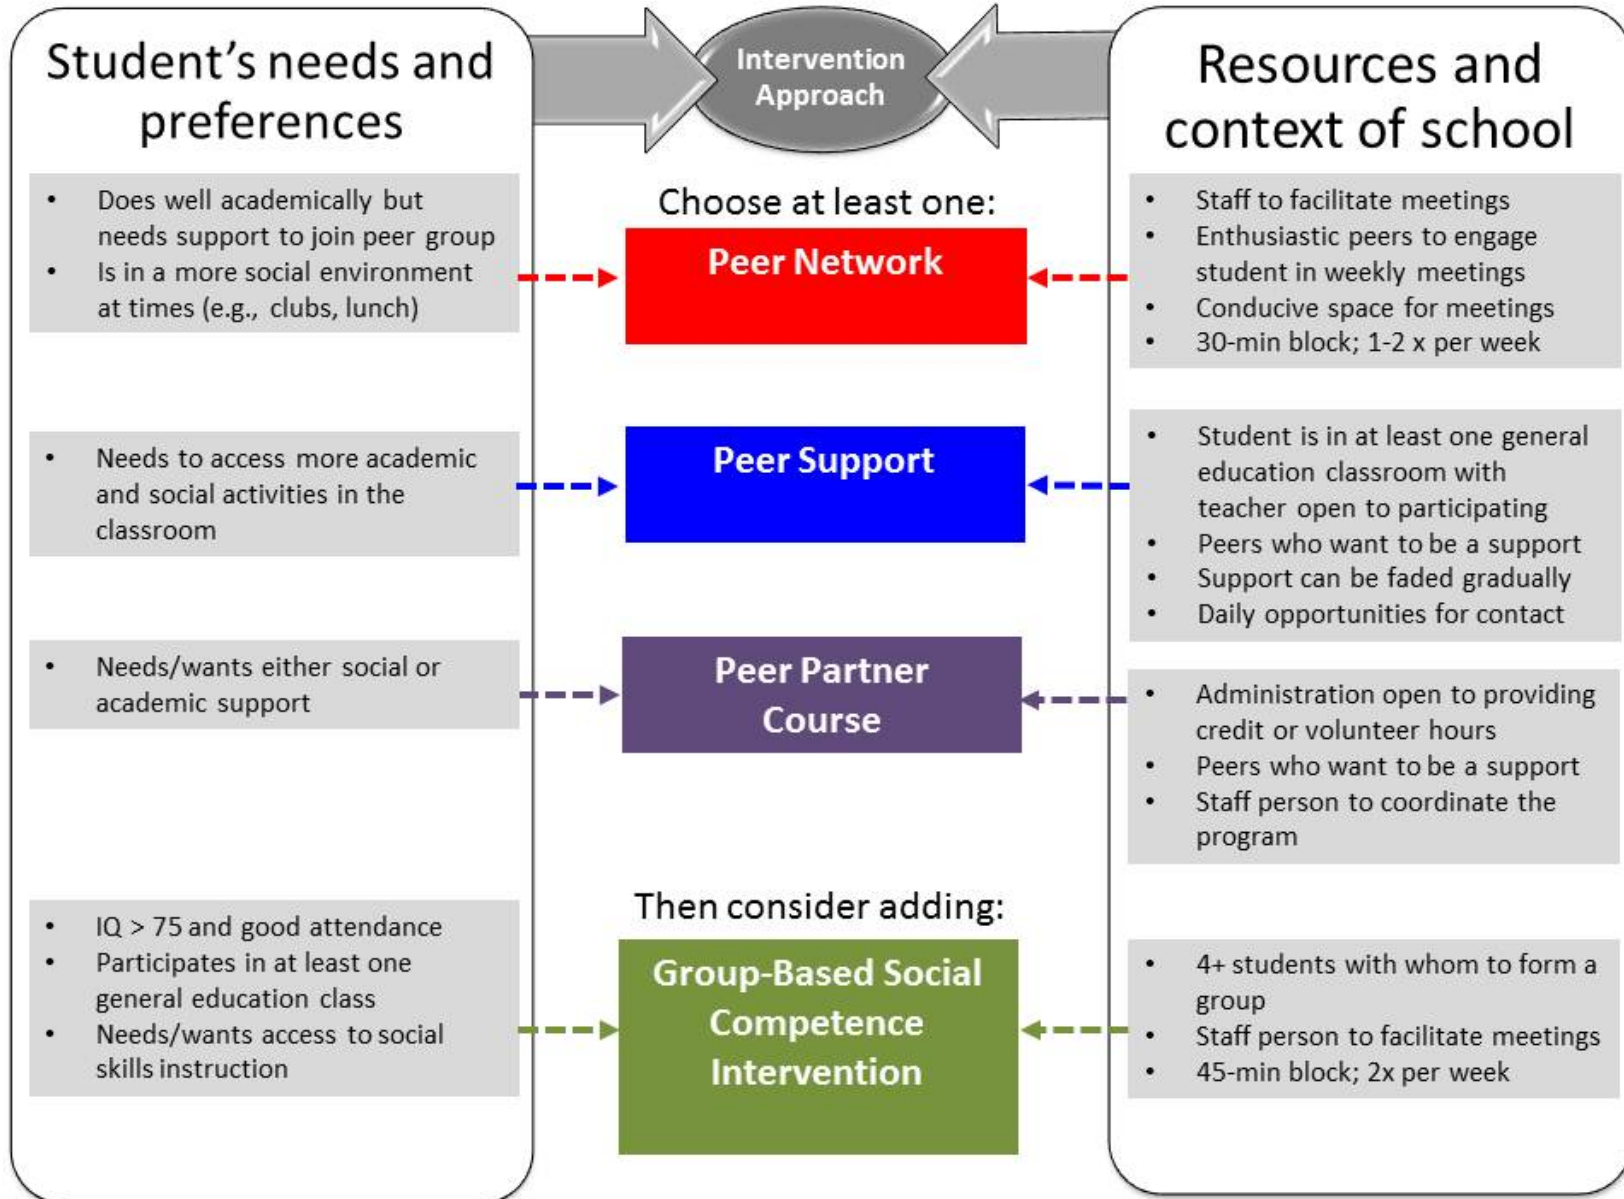 Student's needs and
preferences
Intervention
Approach
Resources and
context of school
• Does well academically but
needs support to join peer group
• Is in a more social environment
at times (e.g., clubs, lunch)
Choose at least one:
Peer Network
• Staff to facilitate meetings
• Enthusiastic peers to engage
student in weekly meetings
• Conducive space for meetings
• 30-min block; 1-2 x per week
• Needs to access more academic
and social activities in the
classroom
Peer Support
• Student is in at least one general
education classroom with
teacher open to participating
• Peers who want to be a support
• Support can be faded gradually
• Daily opportunities for contact
• Needs/wants either social or
academic support
Peer Partner
Course
• Administration open to providing
credit or volunteer hours
• Peers who want to be a support
• Staff person to coordinate the
program
• IQ > 75 and good attendance
• Participates in at least one
general education class
• Needs/wants access to social
skills instruction
Then consider adding:
Group-Based Social
Competence
Intervention
• 4+ students with whom to form a
group
• Staff person to facilitate meetings
• 45-min block; 2x per week